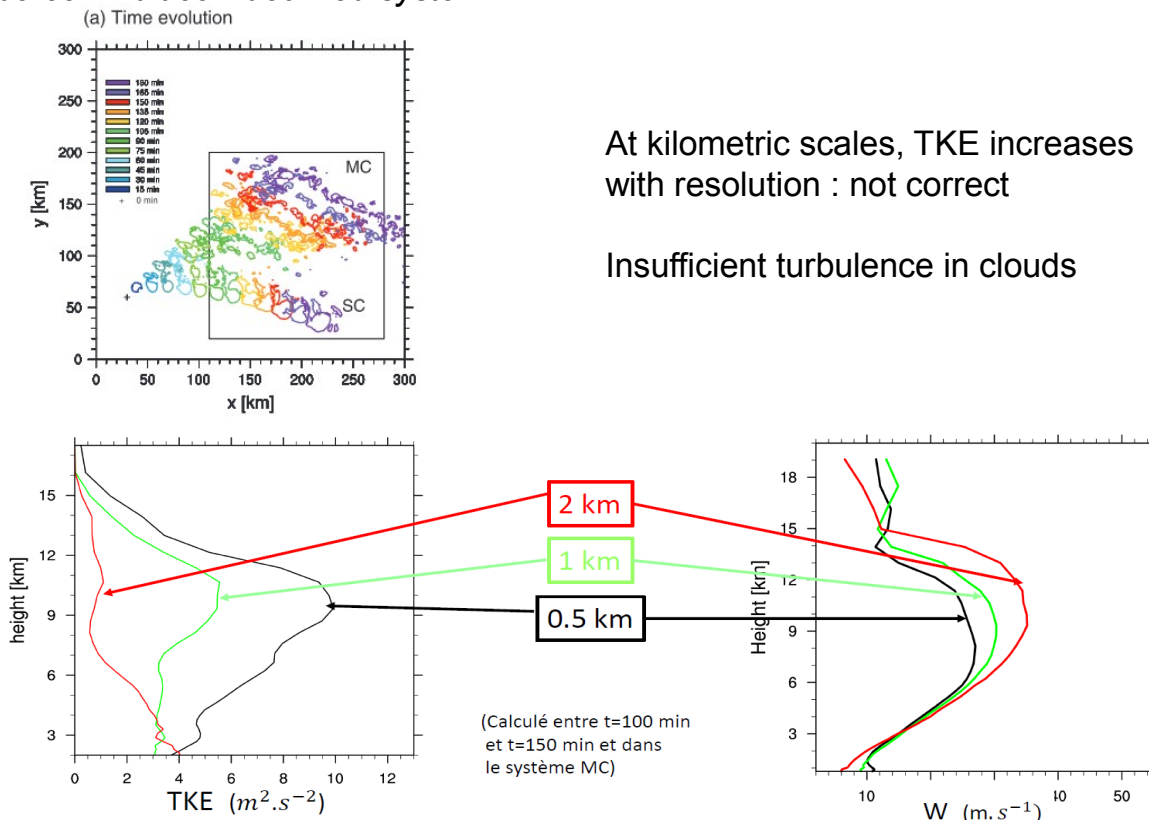 (a) Time evolution
300
250
200
150
100
50
0
y [km]
180 min
165 min
150 min
135 min
120 min
105 min
90 min
75 min
60 min
45 min
30 min
15 min
+ 0 min
MC
SC
0 50 100 150 200 250 300
x [km]
At kilometric scales, TKE increases
with resolution : not correct
Insufficient turbulence in clouds
15
12
9
6
3
height [km]
0 2 4 6 8 10 12
TKE (m².s⁻²)
2 km
1 km
0.5 km
(Calculé entre t=100 min
et t=150 min et dans
le système MC)
18
15
12
9
6
3
Height [km]
10 40 50
W (m. s⁻¹)